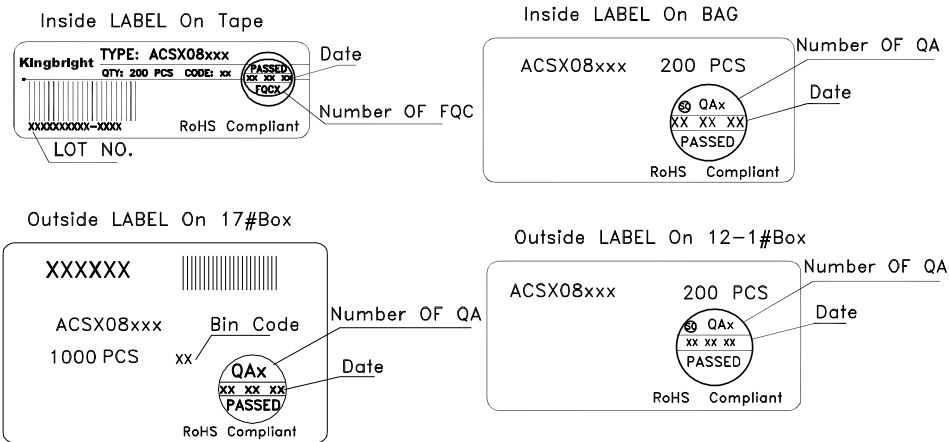 Inside LABEL On Tape
Kingbright
TYPE: ACSX08xxx
QTY: 200 PCS CODE: xx
PASSED
xx xx xx
FQCX
Date
Number OF FQC
XXXXXXXXXX-XXXX
RoHS Compliant
LOT NO.
Inside LABEL On BAG
ACSX08xxx 200 PCS
Number OF QA
Date
SC QAx
XX XX XX
PASSED
RoHS Compliant
Outside LABEL On 17#Box
XXXXXX
ACSX08xxx
Bin Code
1000 PCS
xx
Number OF QA
Date
QAx
xx xx xx
PASSED
RoHS Compliant
Outside LABEL On 12-1#Box
ACSX08xxx
200 PCS
Number OF QA
Date
SC QAx
xx xx xx
PASSED
RoHS Compliant